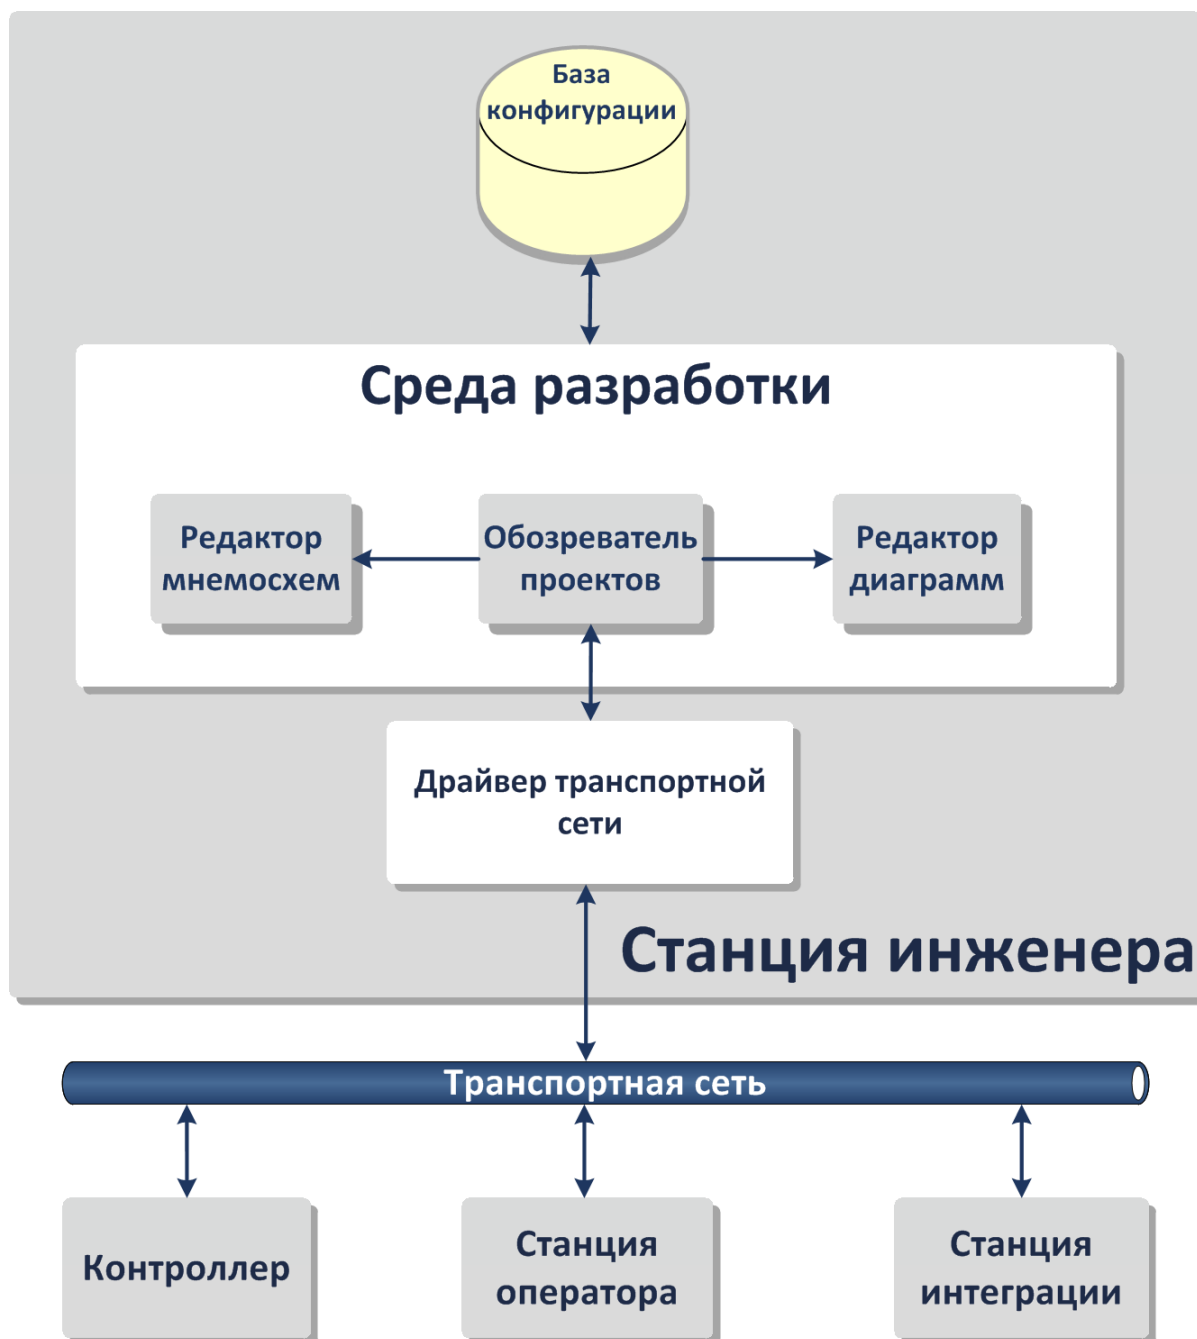 База
конфигурации
Среда разработки
Редактор
мнемосхем
Обозреватель
проектов
Редактор
диаграмм
Драйвер транспортной
сети
Станция инженера
Транспортная сеть
Контроллер
Станция
оператора
Станция
интеграции